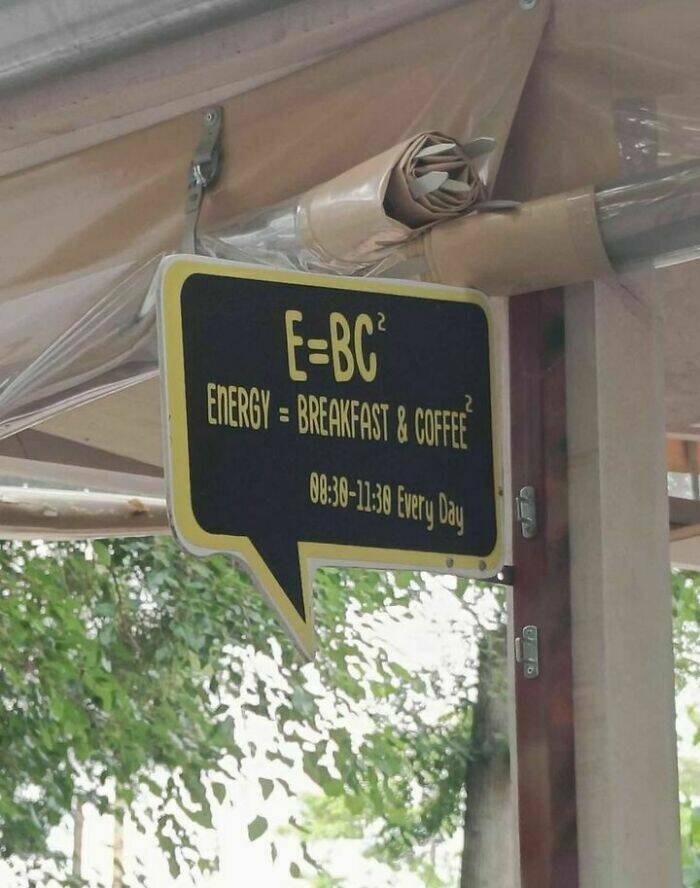 E=BC²
ENERGY = BREAKFAST & COFFEE²
08:30-11:30 Every Day